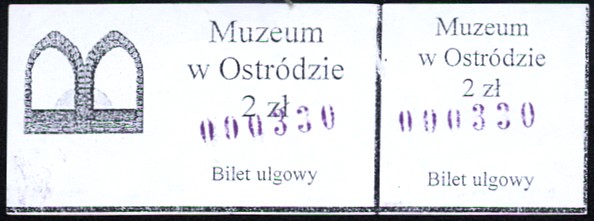 Muzeum
w Ostródzie
2 zł
000330
Bilet ulgowy
Muzeum
w Ostródzie
2 zł
000330
Bilet ulgowy